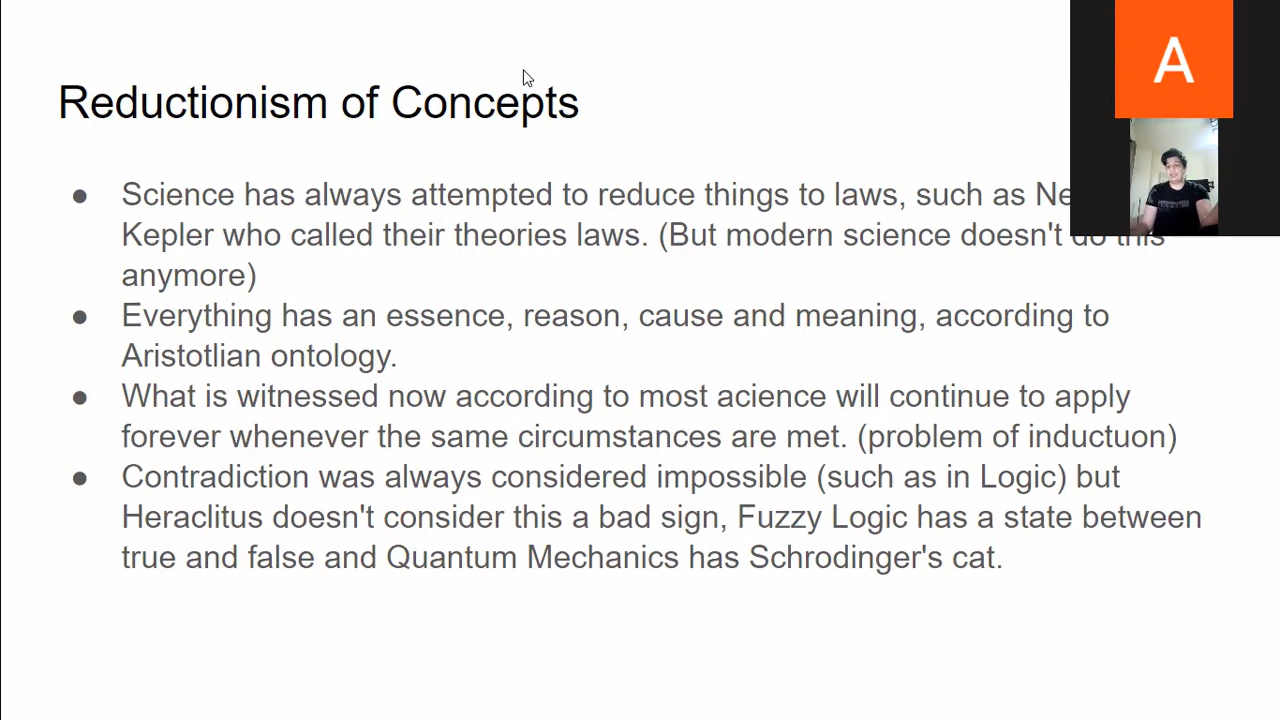 A
Reductionism of Concepts
● Science has always attempted to reduce things to laws, such as
Kepler who called their theories laws. (But modern science doesn't do this
anymore)
● Everything has an essence, reason, cause and meaning, according to
Aristotlian ontology.
● What is witnessed now according to most acience will continue to apply
forever whenever the same circumstances are met. (problem of inductuon)
● Contradiction was always considered impossible (such as in Logic) but
Heraclitus doesn't consider this a bad sign, Fuzzy Logic has a state between
true and false and Quantum Mechanics has Schrodinger's cat.